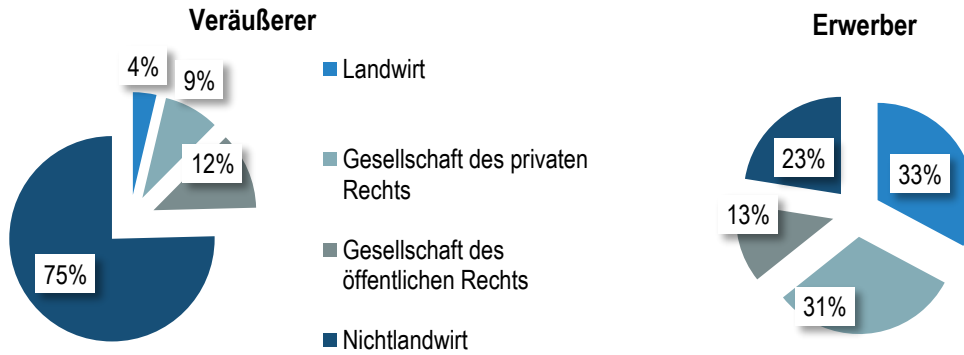 Veräußerer
4%
9%
12%
75%
Landwirt
Gesellschaft des privaten
Rechts
Gesellschaft des
öffentlichen Rechts
Nichtlandwirt
Erwerber
23%
33%
13%
31%